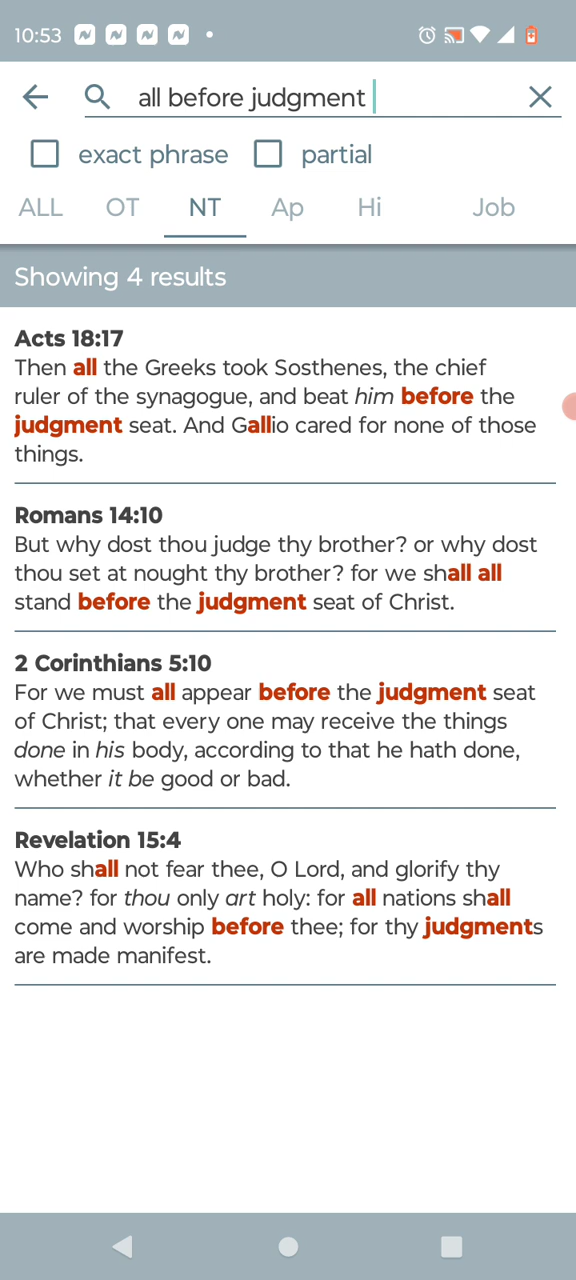 10:53
all before judgment
exact phrase partial
ALL OT NT Ap Hi Job
Showing 4 results
Acts 18:17
Then all the Greeks took Sosthenes, the chief
ruler of the synagogue, and beat him before the
judgment seat. And Gallio cared for none of those
things.
Romans 14:10
But why dost thou judge thy brother? or why dost
thou set at nought thy brother? for we shall all
stand before the judgment seat of Christ.
2 Corinthians 5:10
For we must all appear before the judgment seat
of Christ; that every one may receive the things
done in his body, according to that he hath done,
whether it be good or bad.
Revelation 15:4
Who shall not fear thee, O Lord, and glorify thy
name? for thou only art holy: for all nations shall
come and worship before thee; for thy judgments
are made manifest.